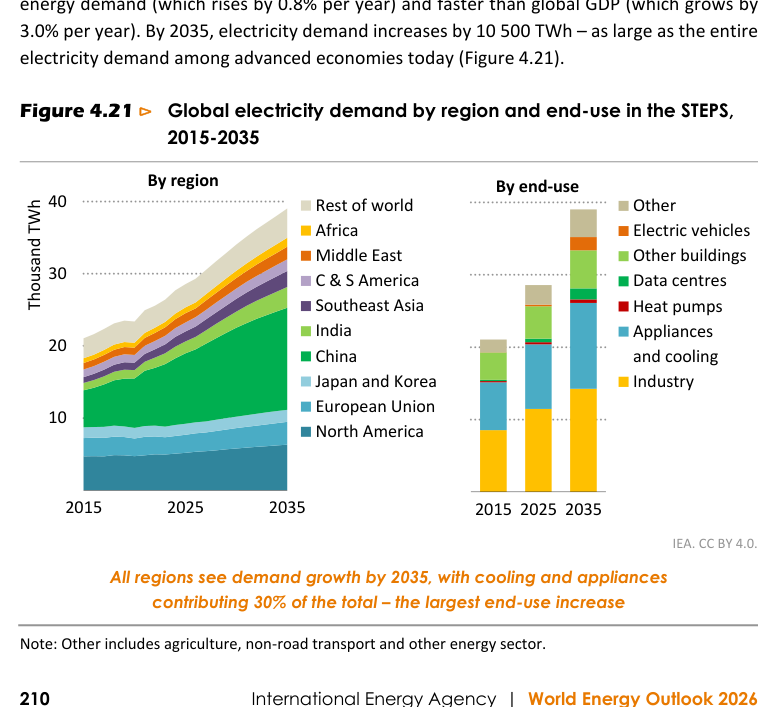 energy demand (which rises by 0.8% per year) and faster than global GDP (which grows by
3.0% per year). By 2035, electricity demand increases by 10 500 TWh – as large as the entire
electricity demand among advanced economies today (Figure 4.21).
Figure 4.21 ▻ Global electricity demand by region and end-use in the STEPS,
2015-2035
By region
Thousand TWh
40
30
20
10
2015 2025 2035
Rest of world
Africa
Middle East
C & S America
Southeast Asia
India
China
Japan and Korea
European Union
North America
By end-use
2015 2025 2035
Other
Electric vehicles
Other buildings
Data centres
Heat pumps
Appliances
and cooling
Industry
IEA. CC BY 4.0.
All regions see demand growth by 2035, with cooling and appliances
contributing 30% of the total – the largest end-use increase
Note: Other includes agriculture, non-road transport and other energy sector.
210 International Energy Agency | World Energy Outlook 2026